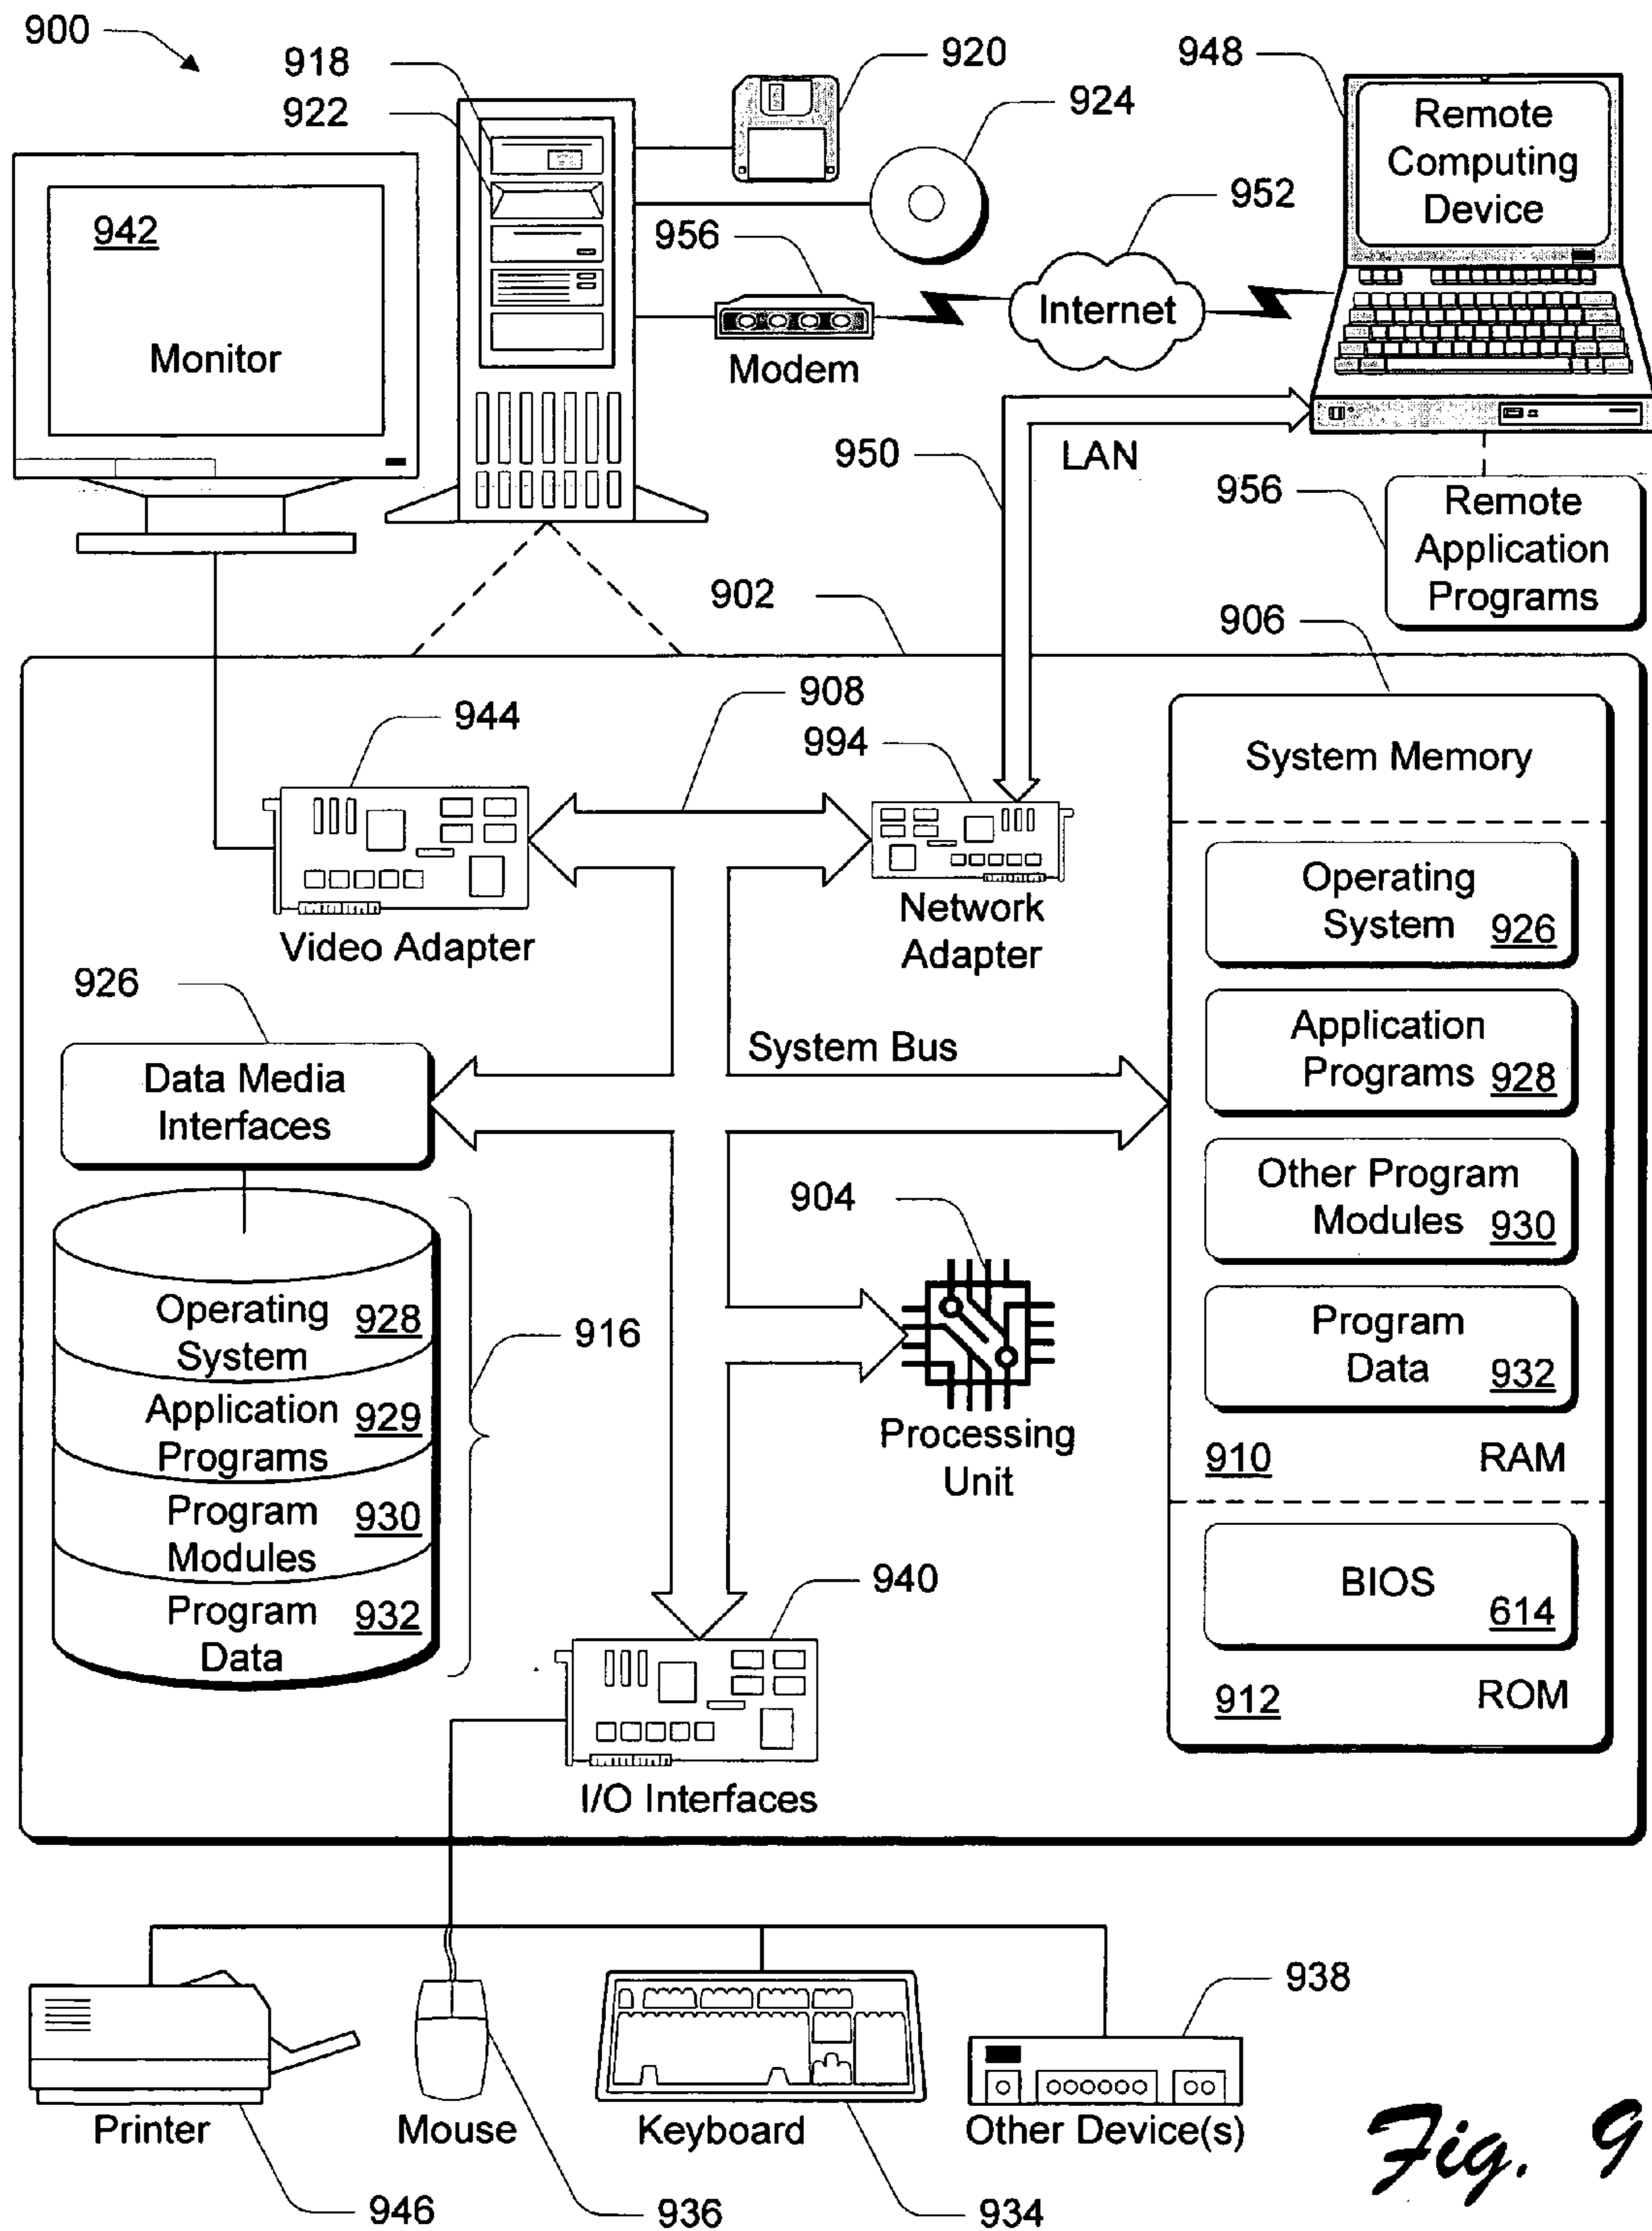 900
918
922
920
924
948
Remote
Computing
Device
942
Monitor
956
Modem
952
Internet
950
LAN
956
Remote
Application
Programs
902
906
908
944
994
Video Adapter
Network
Adapter
System Memory
Operating
System 926
Application
Programs 928
Other Program
Modules 930
Program
Data 932
910 RAM
BIOS
614
912 ROM
926
Data Media
Interfaces
System Bus
904
Processing
Unit
Operating
System 928
Application
Programs 929
Program
Modules 930
Program
Data 932
916
940
I/O Interfaces
938
Printer
Mouse
Keyboard
Other Device(s)
946
936
934
Fig. 9